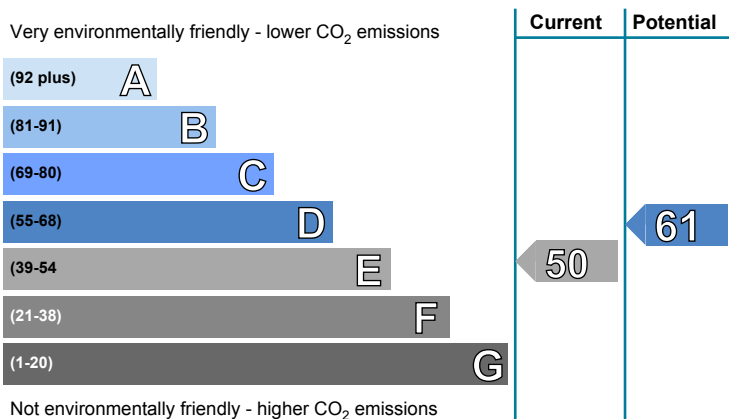 Very environmentally friendly - lower CO2 emissions
Current
Potential
(92 plus) A
(81-91) B
(69-80) C
(55-68) D
61
(39-54 E
50
(21-38) F
(1-20) G
Not environmentally friendly - higher CO2 emissions